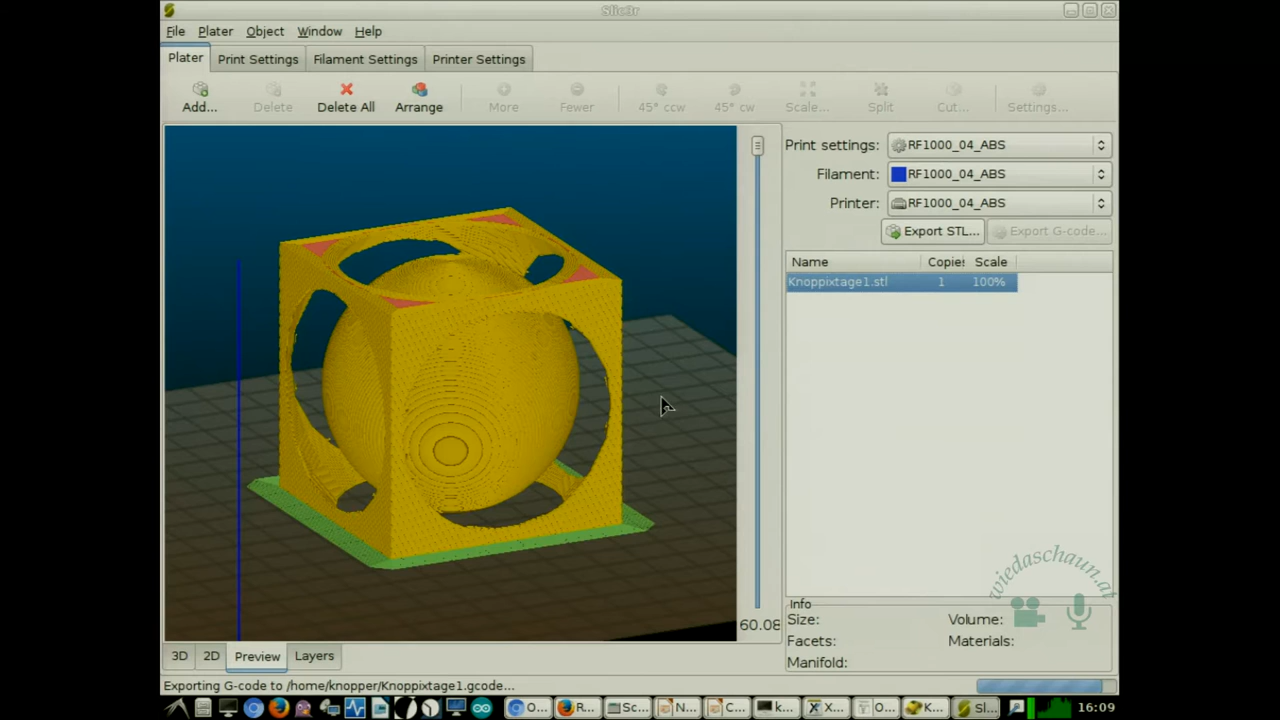 Slic3r
File Plater Object Window Help
Plater Print Settings Filament Settings Printer Settings
Add... Delete Delete All Arrange More Fewer 45° ccw 45° cw Scale... Split Cut... Settings...
Print settings: RF1000_04_ABS
Filament: RF1000_04_ABS
Printer: RF1000_04_ABS
Export STL... Export G-code...
Name Copies Scale
Knoppixtage1.stl 1 100%
wiedaschaun.at
Info
60.08 Size: Volume:
Facets: Materials:
Manifold:
3D 2D Preview Layers
Exporting G-code to /home/knopper/Knoppixtage1.gcode...
O... R... Sc... N... C... k... X... O... K... Sl... 16:09